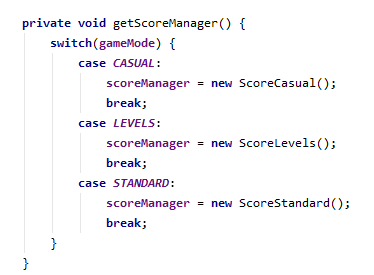 private void getScoreManager() {
    switch(gameMode) {
        case CASUAL:
            scoreManager = new ScoreCasual();
            break;
        case LEVELS:
            scoreManager = new ScoreLevels();
            break;
        case STANDARD:
            scoreManager = new ScoreStandard();
            break;
    }
}